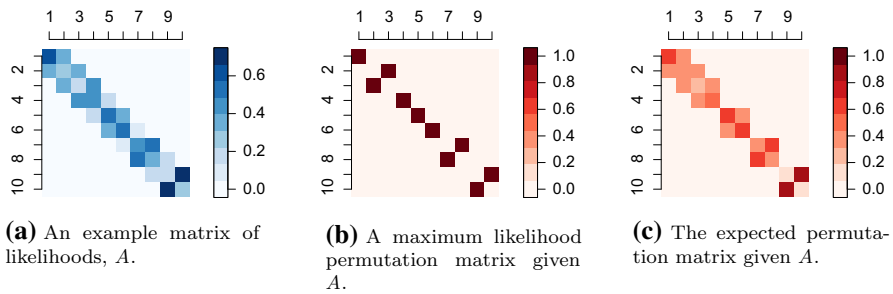 1 3 5 7 9
2 4 6 8 10
0.6 0.4 0.2 0.0
1 3 5 7 9
2 4 6 8 10
1.0 0.8 0.6 0.4 0.2 0.0
1 3 5 7 9
2 4 6 8 10
1.0 0.8 0.6 0.4 0.2 0.0
(a) An example matrix of
likelihoods, A.
(b) A maximum likelihood
permutation matrix given
A.
(c) The expected permuta-
tion matrix given A.